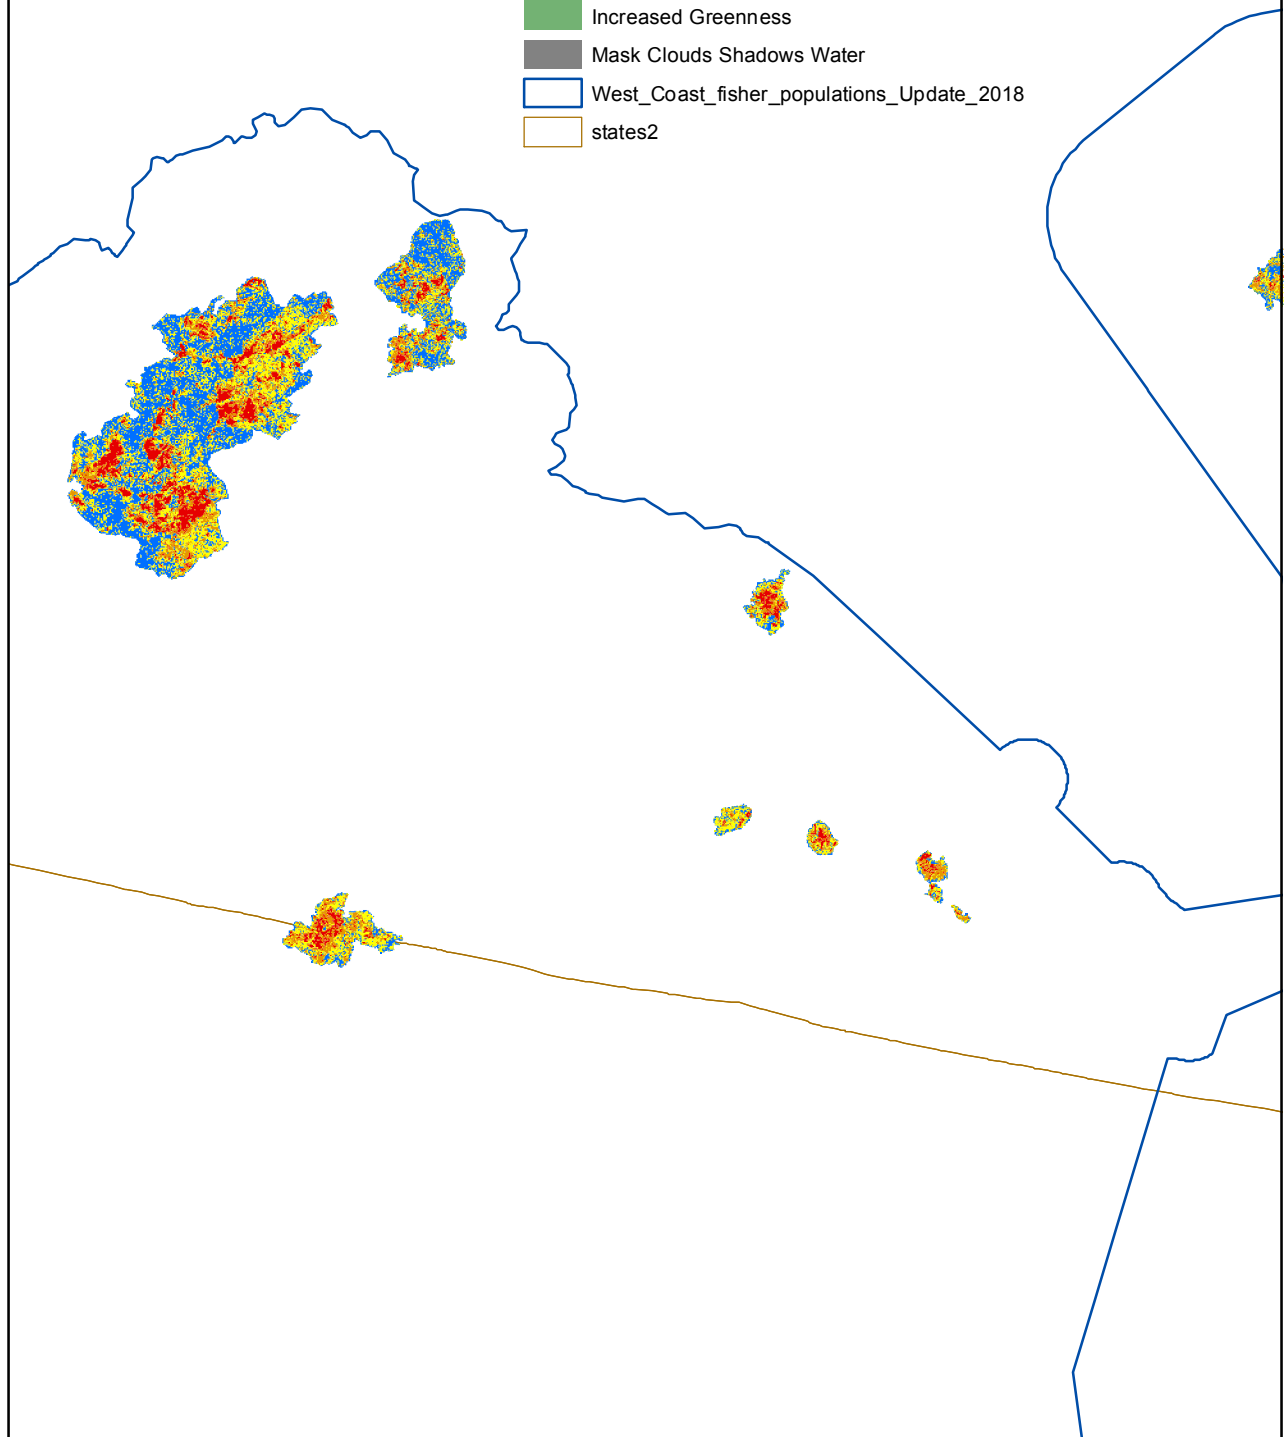 Increased Greenness
Mask Clouds Shadows Water
West_Coast_fisher_populations_Update_2018
states2